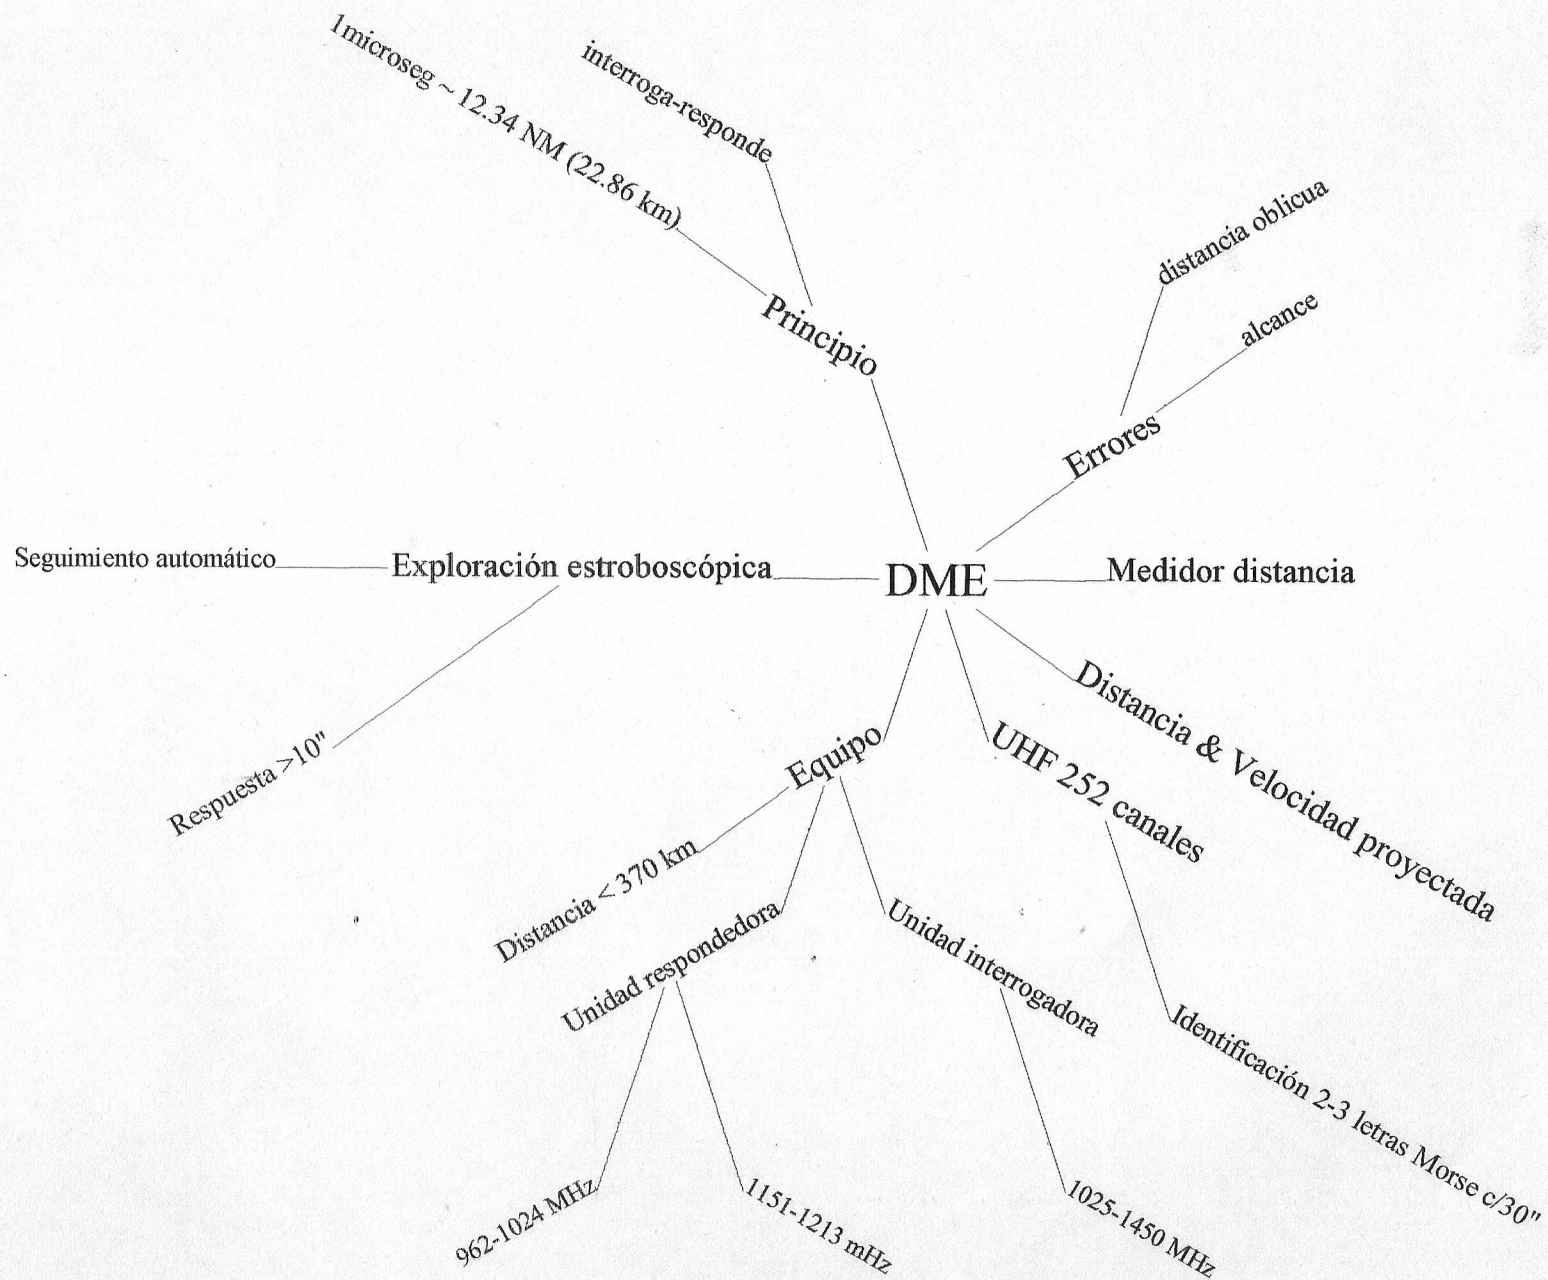 1microseg ~ 12.34 NM (22.86 km)
interroga-responde
Principio
distancia oblicua
alcance
Errores
Seguimiento automático
Exploración estroboscópica
Respuesta >10"
DME
Medidor distancia
Distancia & Velocidad proyectada
UHF 252 canales
Identificación 2-3 letras Morse c/30"
Equipo
Distancia < 370 km
Unidad respondedora
962-1024 MHz
1151-1213 mHz
Unidad interrogadora
1025-1450 MHz